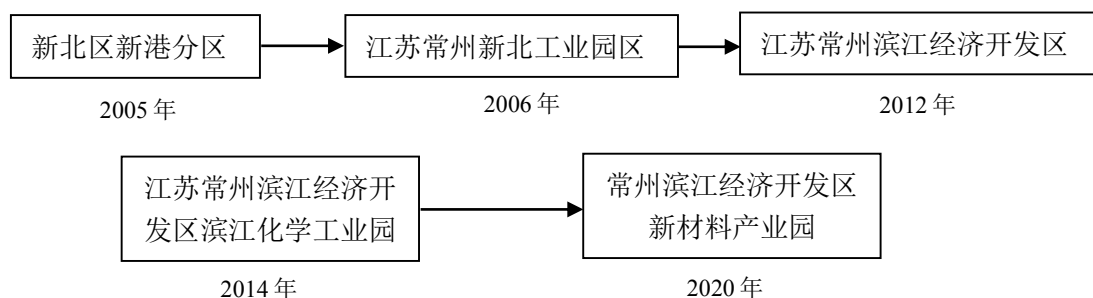 新北区新港分区
江苏常州新北工业园区
江苏常州滨江经济开发区
2005年
2006年
2012年
江苏常州滨江经济开
发区滨江化学工业园
常州滨江经济开发区
新材料产业园
2014年
2020年